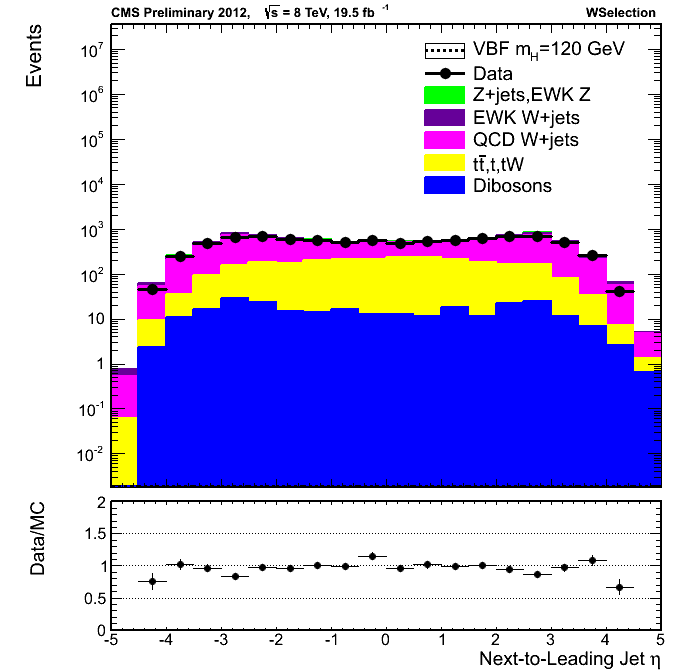 CMS Preliminary 2012, √s = 8 TeV, 19.5 fb⁻¹ WSelection
Events
VBF m_H=120 GeV
Data
Z+jets,EWK Z
EWK W+jets
QCD W+jets
tt̄,t,tW
Dibosons
10⁷
10⁶
10⁵
10⁴
10³
10²
10
1
10⁻¹
10⁻²
Data/MC
2
1.5
1
0.5
0
-5 -4 -3 -2 -1 0 1 2 3 4 5
Next-to-Leading Jet η